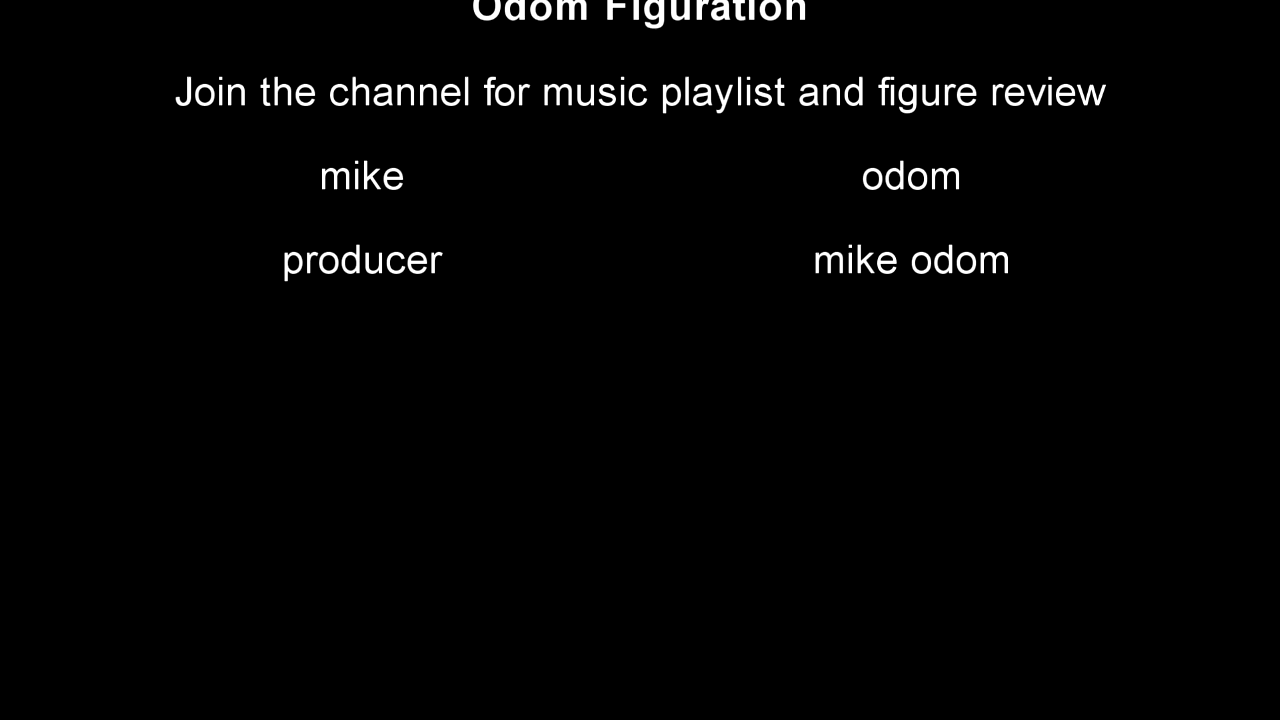 Odom Figuration
Join the channel for music playlist and figure review
mike odom
producer mike odom